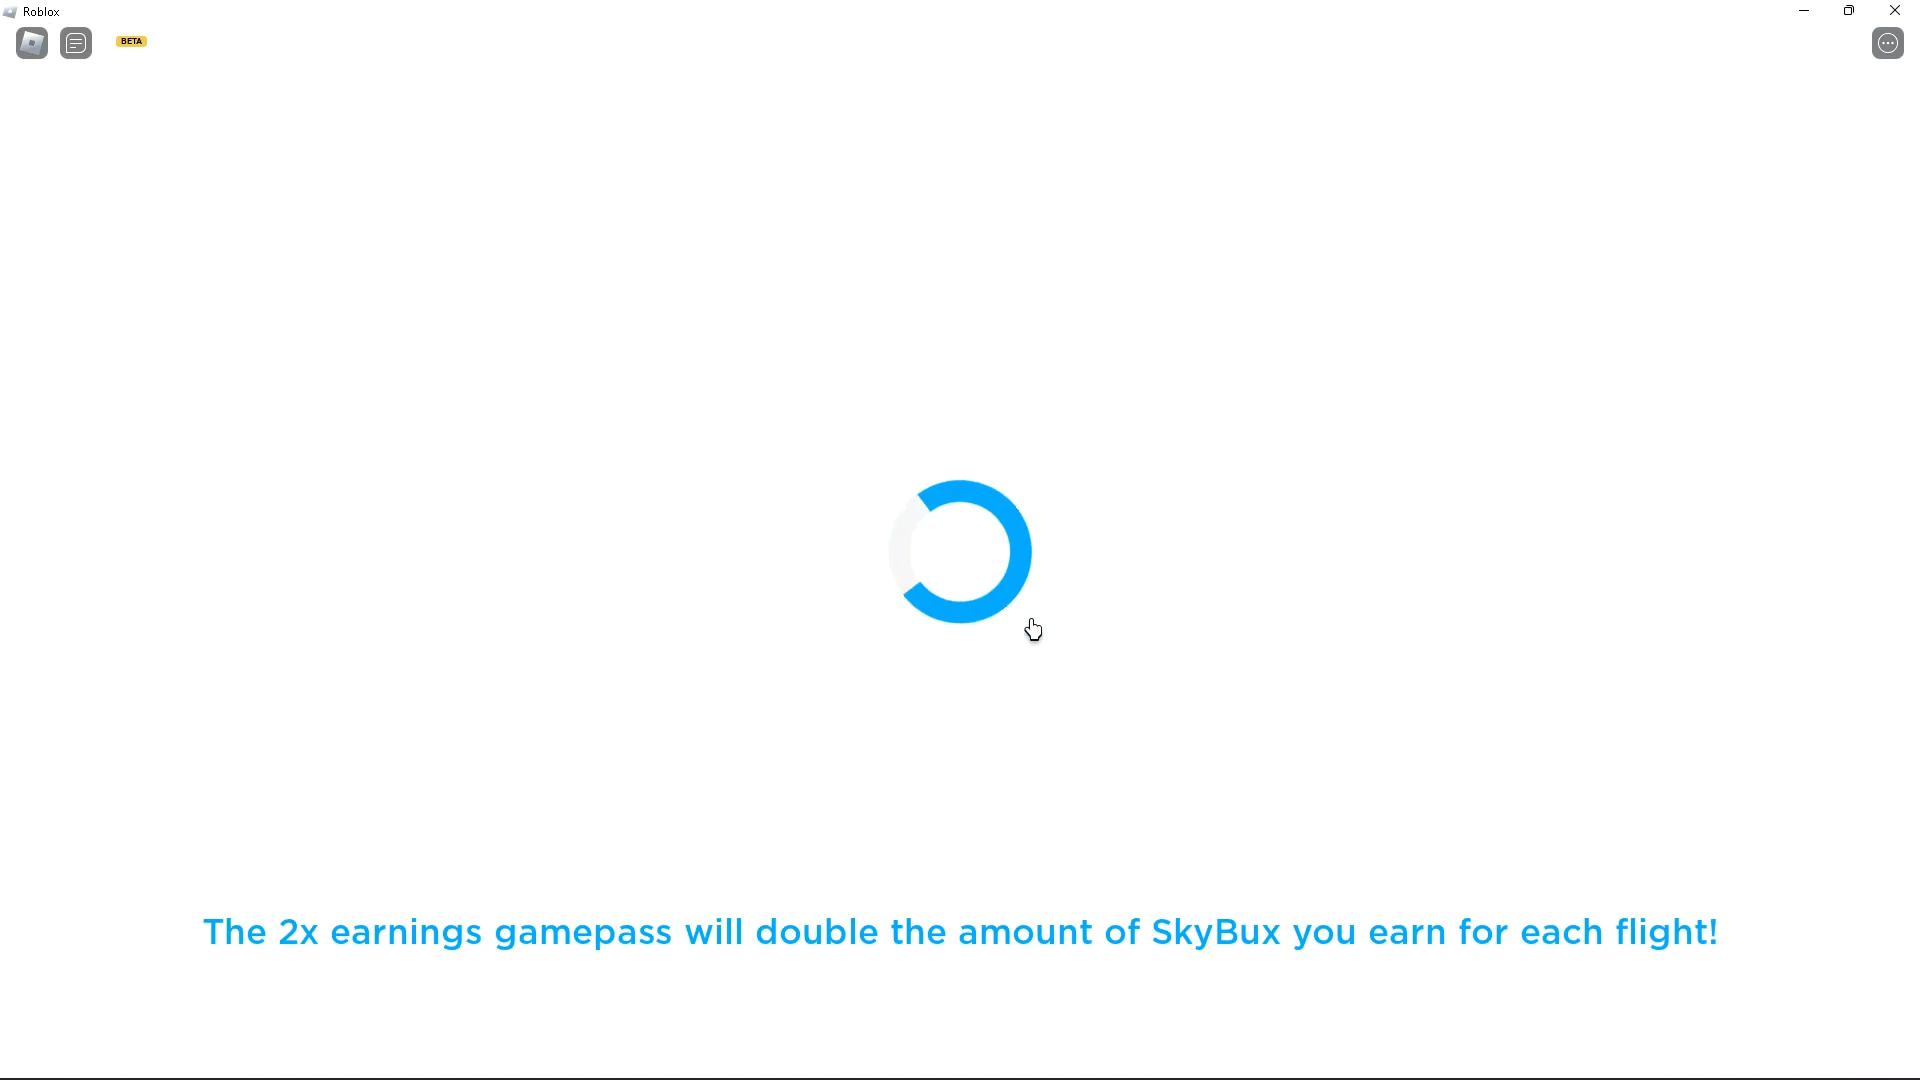 Roblox
BETA
The 2x earnings gamepass will double the amount of SkyBux you earn for each flight!